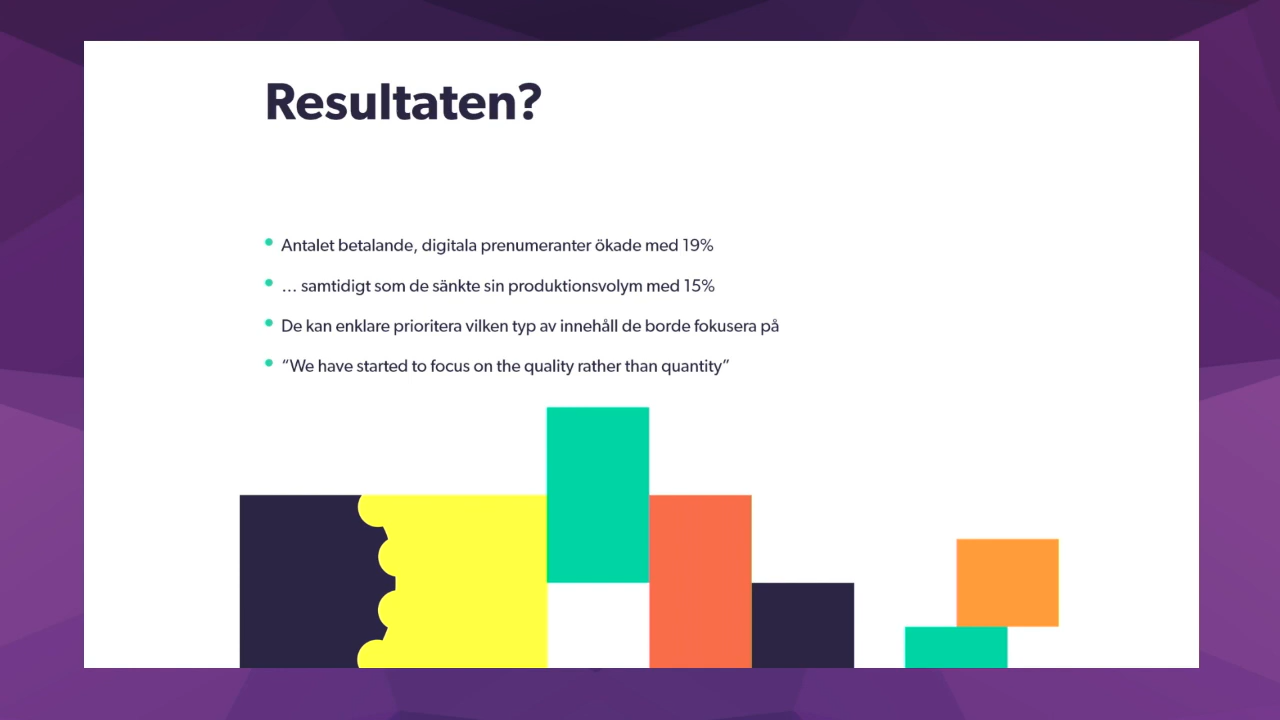 Resultaten?
Antalet betalande, digitala prenumeranter ökade med 19%
… samtidigt som de sänkte sin produktionsvolym med 15%
De kan enklare prioritera vilken typ av innehåll de borde fokusera på
“We have started to focus on the quality rather than quantity”